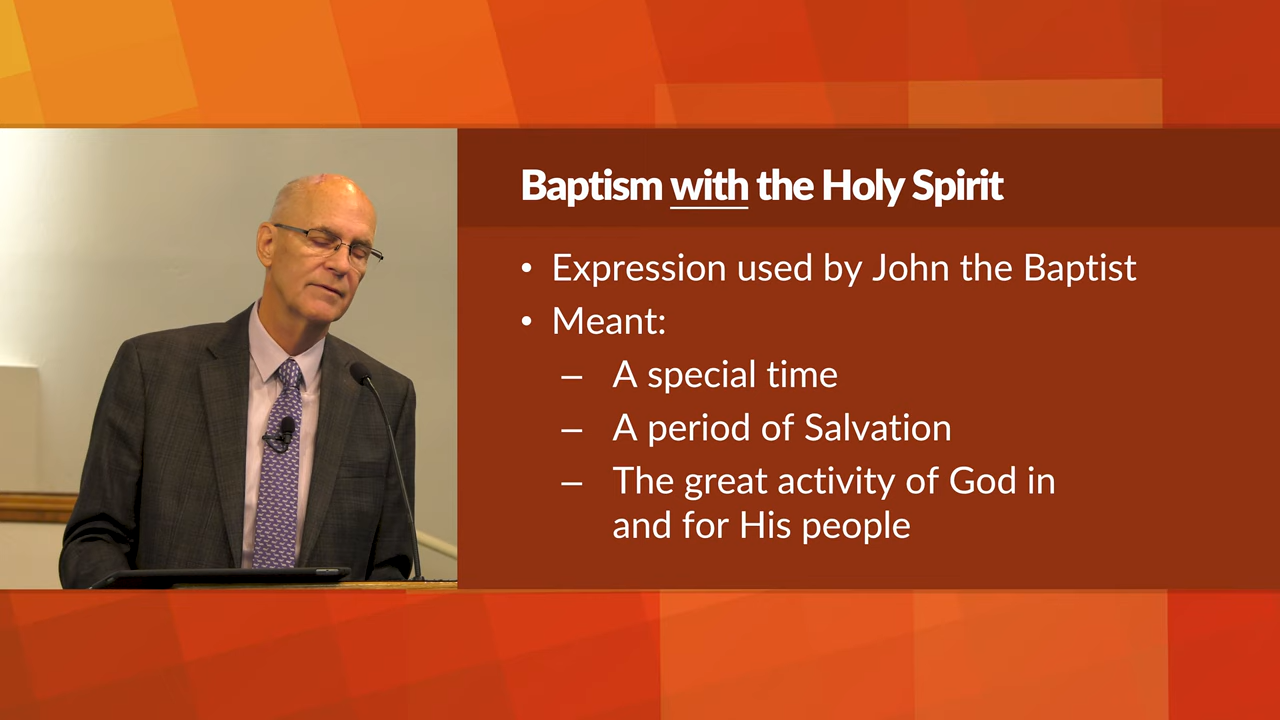 Baptism with the Holy Spirit
• Expression used by John the Baptist
• Meant:
– A special time
– A period of Salvation
– The great activity of God in
and for His people